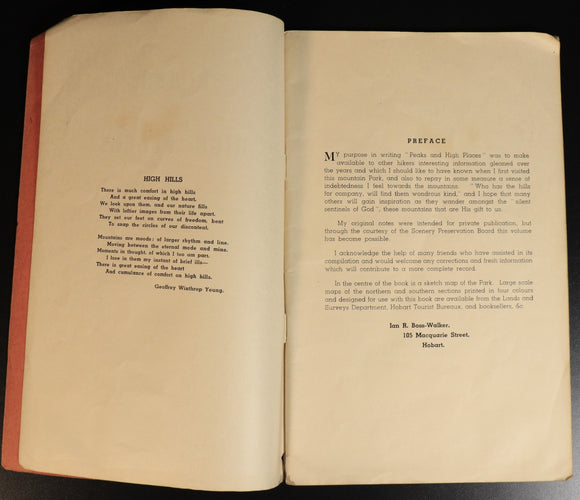 HIGH HILLS
There is much comfort in high hills
And a great easing of the heart.
We look upon them, and our nature fills
With loftier images from their life apart.
They set our feet on curves of freedom, bent
To snap the circles of our discontent.
Mountains are moods; of larger rhythm and line.
Moving between the eternal mode and mine.
Moments in thought, of which I too am part.
I lose in them my instant of brief ills—
There is great easing of the heart
And cumulance of comfort on high hills.
Geoffrey Winthrop Young.
PREFACE
MY purpose in writing "Peaks and High Places" was to make
available to other hikers interesting information gleaned over
the years and which I should like to have known when I first visited
this mountain Park, and also to repay in some measure a sense of
indebtedness I feel towards the mountains. "Who has the hills
for company, will find them wondrous kind," and I hope that many
others will gain inspiration as they wander amongst the "silent
sentinels of God", these mountains that are His gift to us.
My original notes were intended for private publication, but
through the courtesy of the Scenery Preservation Board this volume
has become possible.
I acknowledge the help of many friends who have assisted in its
compilation and would welcome any corrections and fresh information
which will contribute to a more complete record.
In the centre of the book is a sketch map of the Park. Large scale
maps of the northern and southern sections printed in four colours
and designed for use with this book are available from the Lands and
Surveys Department, Hobart Tourist Bureaux, and booksellers, &c.
Ian R. Boss-Walker,
105 Macquarie Street,
Hobart.